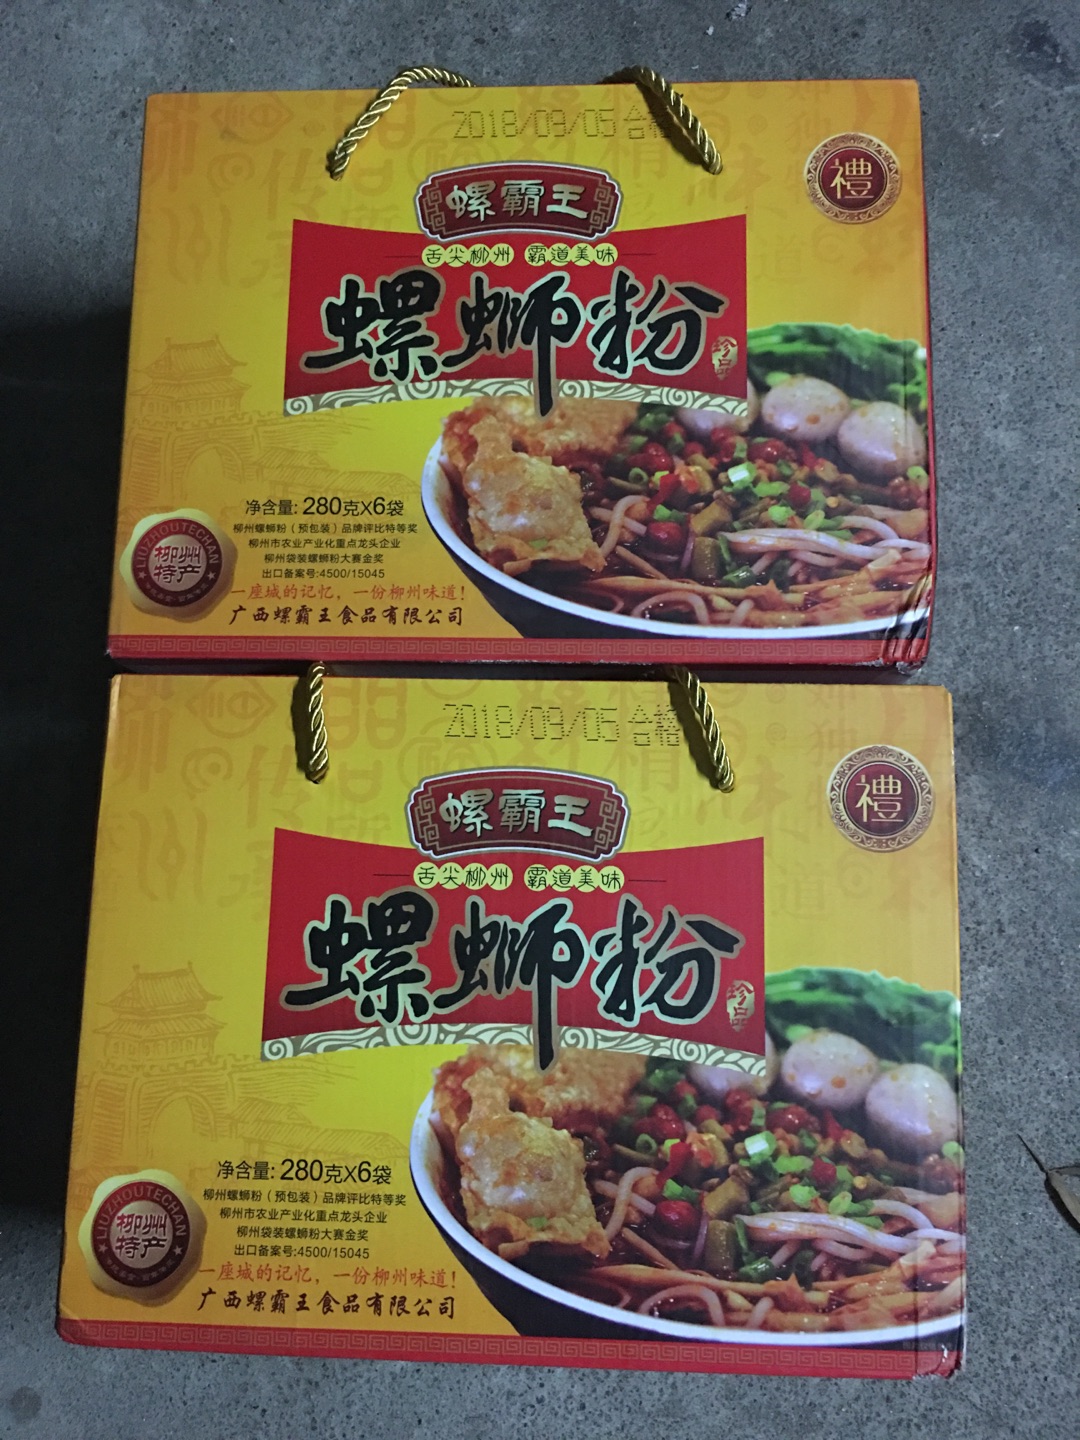 2018/09/05 合格
螺霸王
禮
舌尖柳州 霸道美味
螺蛳粉
珍品
净含量: 280克X6袋
柳州螺蛳粉（预包装）品牌评比特等奖
柳州市农业产业化重点龙头企业
柳州袋装螺蛳粉大赛金奖
出口备案号:4500/15045
LIUZHOUTECHAN
柳州
特产
一座城的记忆，一份柳州味道！
广西螺霸王食品有限公司
2018/09/05 合格
螺霸王
禮
舌尖柳州 霸道美味
螺蛳粉
珍品
净含量: 280克X6袋
柳州螺蛳粉（预包装）品牌评比特等奖
柳州市农业产业化重点龙头企业
柳州袋装螺蛳粉大赛金奖
出口备案号:4500/15045
LIUZHOUTECHAN
柳州
特产
一座城的记忆，一份柳州味道！
广西螺霸王食品有限公司